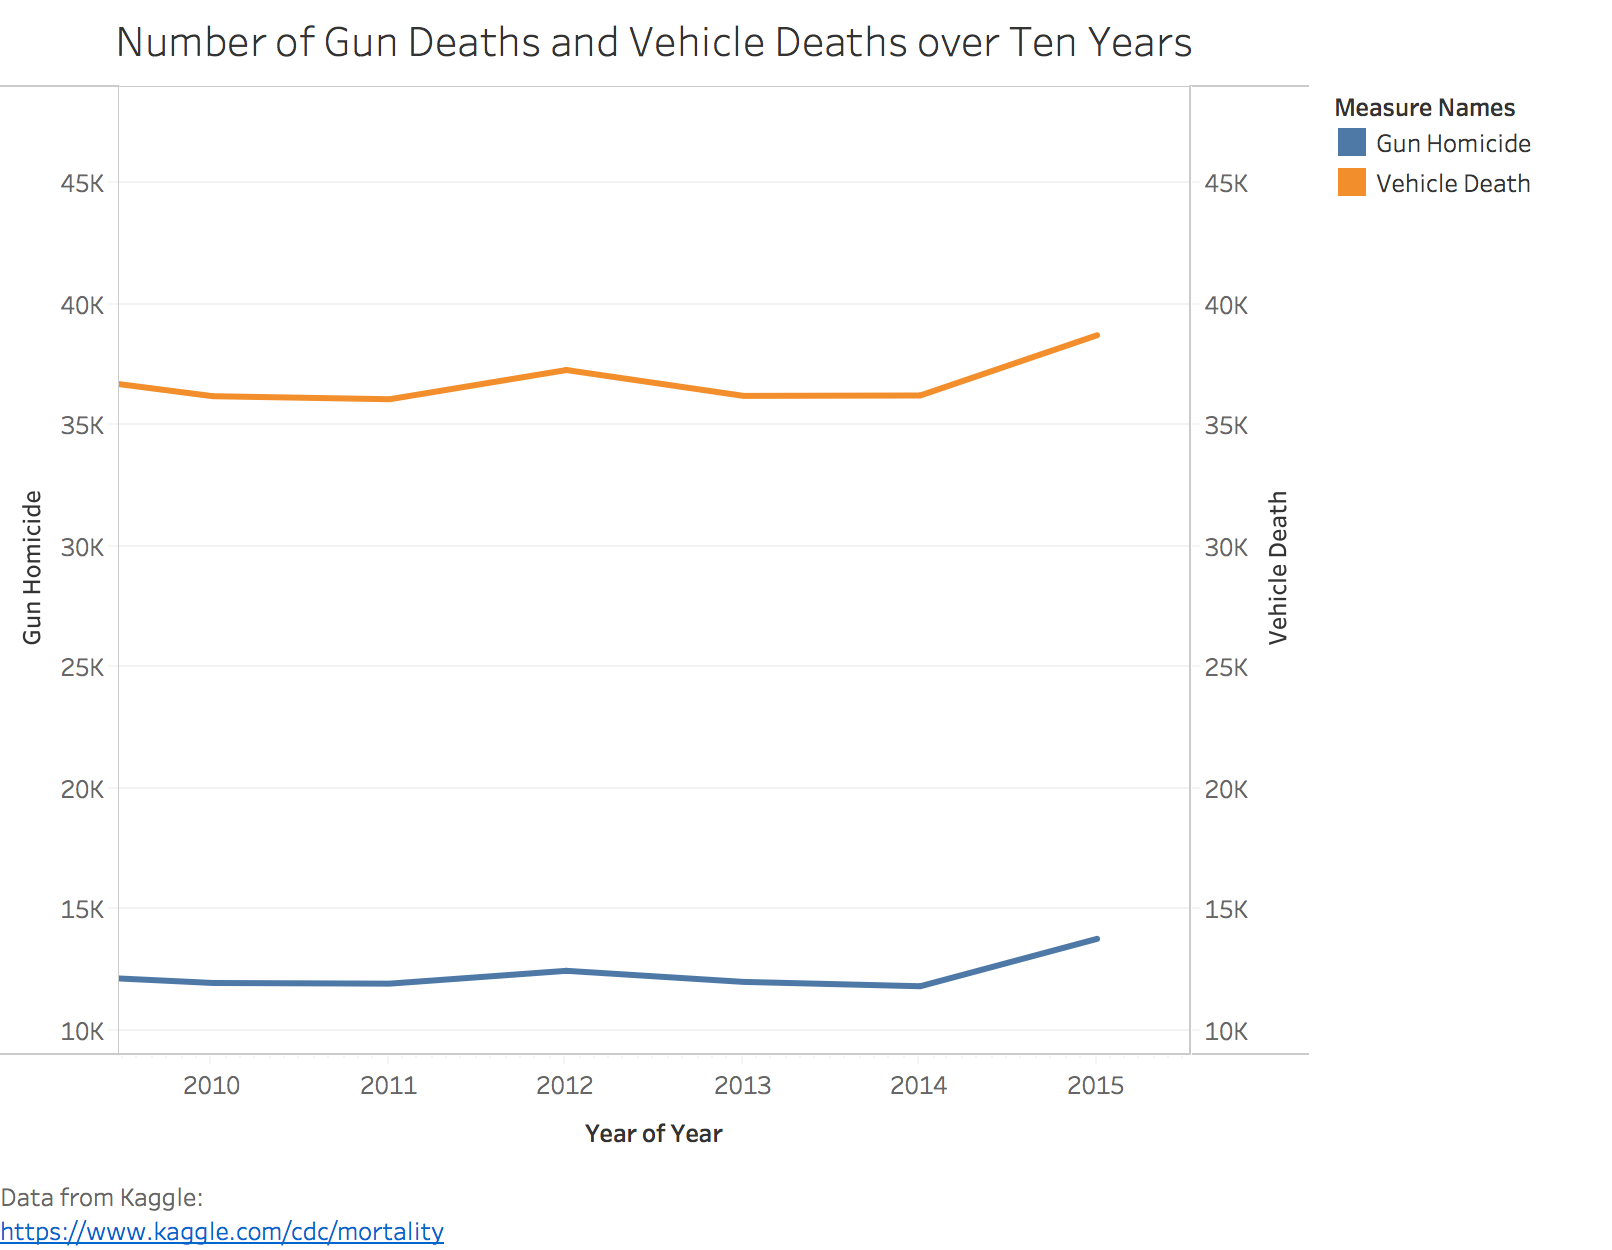 Number of Gun Deaths and Vehicle Deaths over Ten Years
Measure Names
Gun Homicide
Vehicle Death
45K
40K
35K
30K
25K
20K
15K
10K
Gun Homicide
45K
40K
35K
30K
25K
20K
15K
10K
Vehicle Death
2010 2011 2012 2013 2014 2015
Year of Year
Data from Kaggle:
https://www.kaggle.com/cdc/mortality